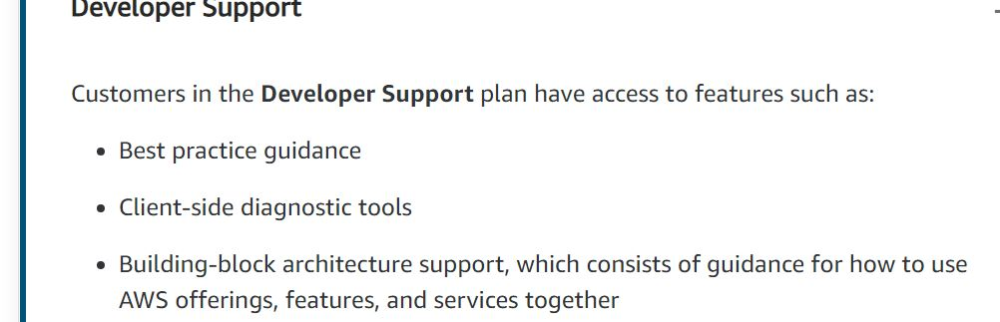 Developer Support
Customers in the Developer Support plan have access to features such as:
• Best practice guidance
• Client-side diagnostic tools
• Building-block architecture support, which consists of guidance for how to use
AWS offerings, features, and services together